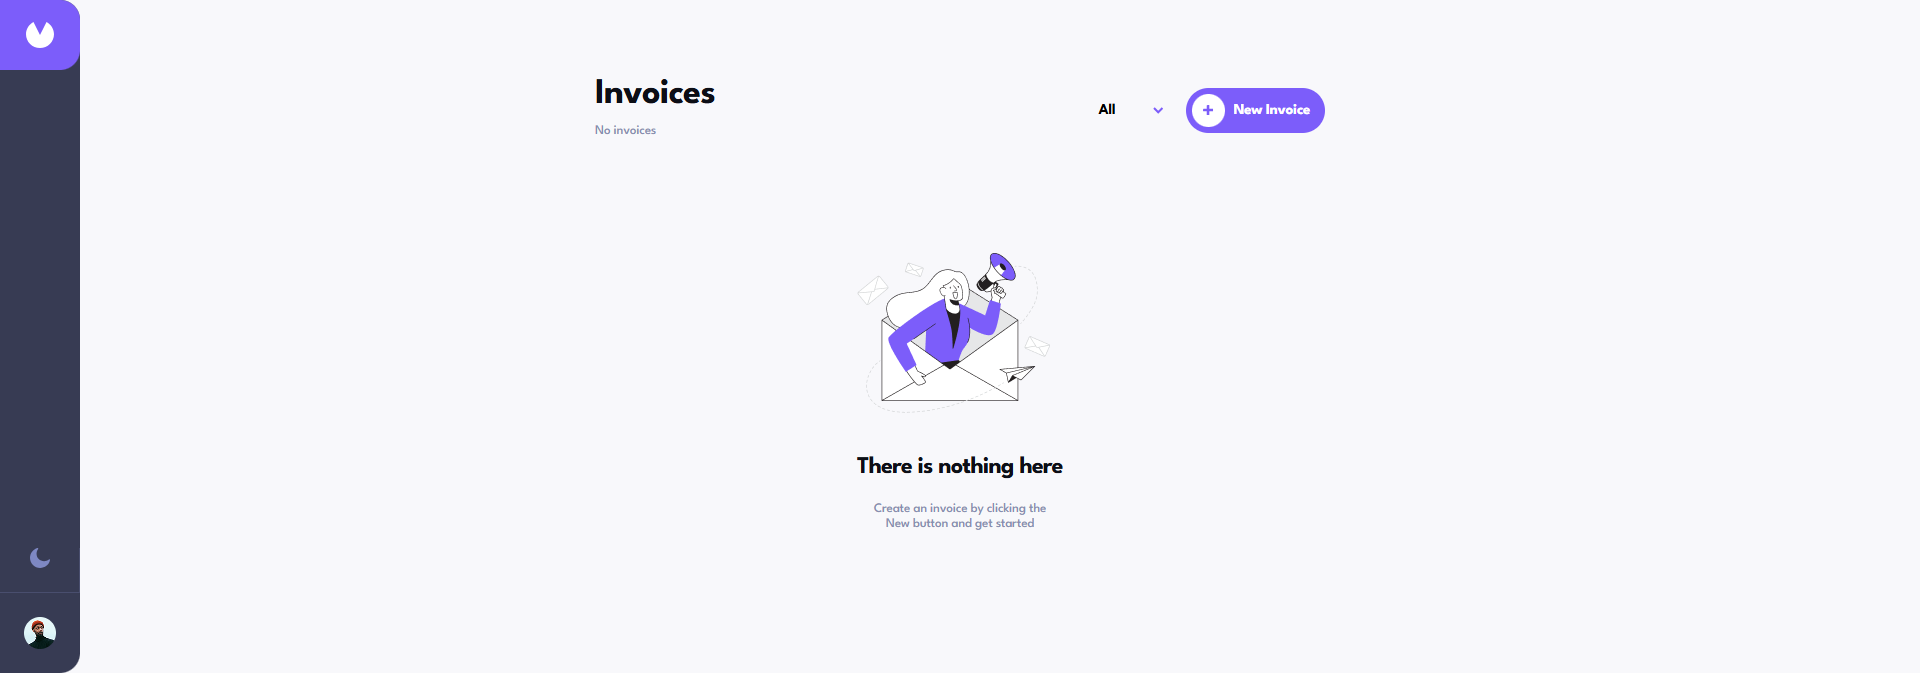 Invoices
No invoices
All
New Invoice
There is nothing here
Create an invoice by clicking the
New button and get started